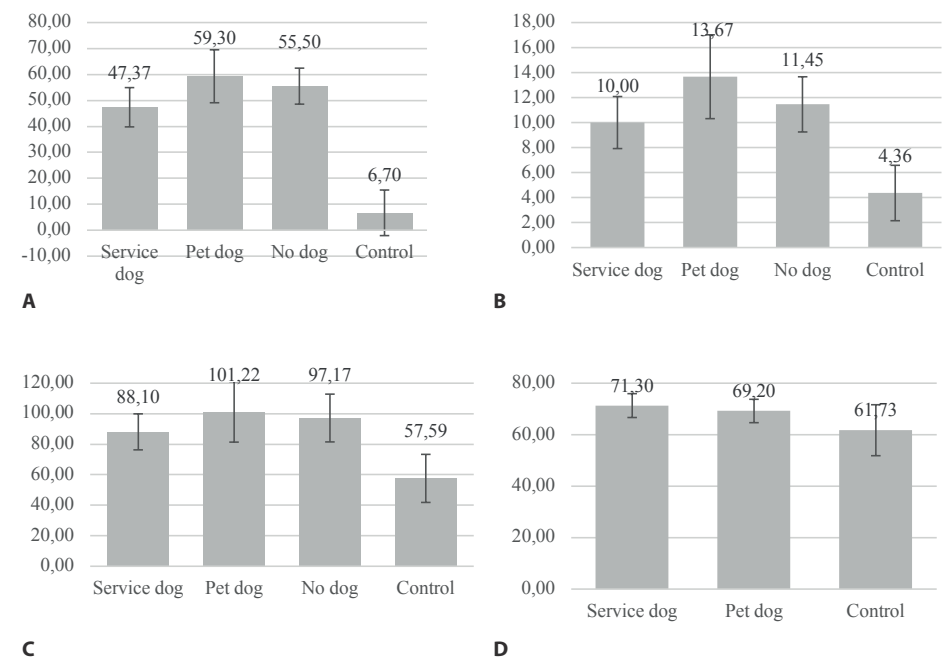 80,00
70,00
60,00
50,00
40,00
30,00
20,00
10,00
0,00
-10,00
47,37
59,30
55,50
6,70
Service dog
Pet dog
No dog
Control
A
18,00
16,00
14,00
12,00
10,00
8,00
6,00
4,00
2,00
0,00
10,00
13,67
11,45
4,36
Service dog
Pet dog
No dog
Control
B
120,00
100,00
80,00
60,00
40,00
20,00
0,00
88,10
101,22
97,17
57,59
Service dog
Pet dog
No dog
Control
C
80,00
60,00
40,00
20,00
0,00
71,30
69,20
61,73
Service dog
Pet dog
Control
D